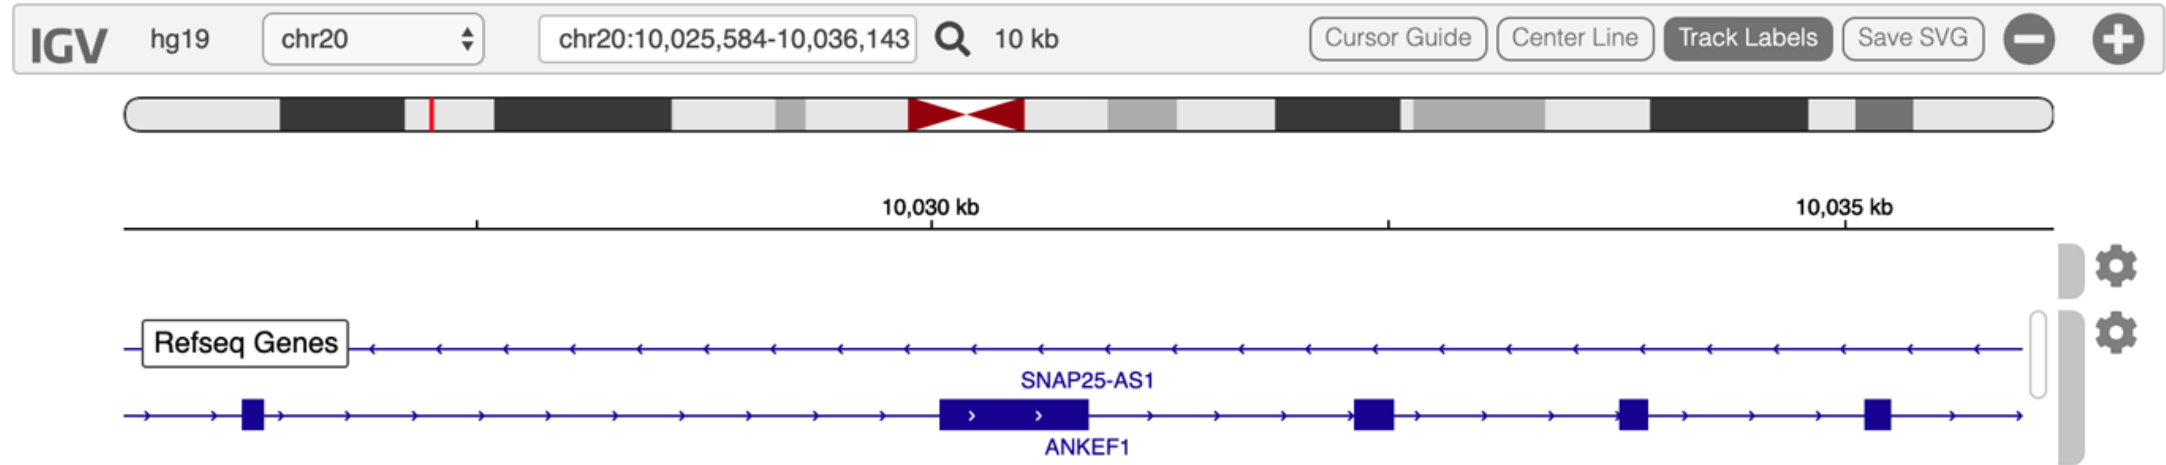 IGV hg19 chr20 chr20:10,025,584-10,036,143 10 kb Cursor Guide Center Line Track Labels Save SVG
10,030 kb 10,035 kb
Refseq Genes
SNAP25-AS1
ANKEF1